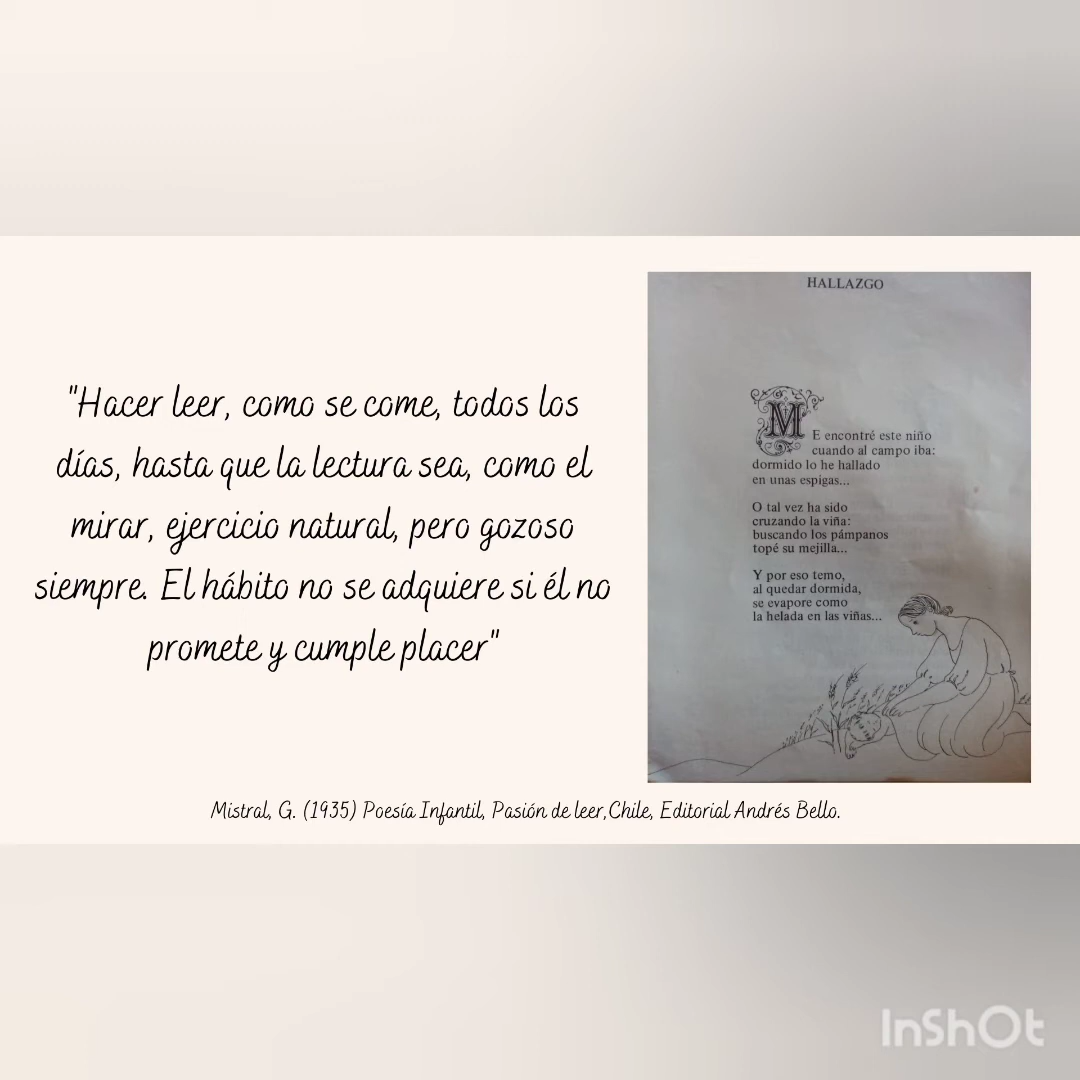 "Hacer leer, como se come, todos los
días, hasta que la lectura sea, como el
mirar, ejercicio natural, pero gozoso
siempre. El hábito no se adquiere si él no
promete y cumple placer"
HALLAZGO
ME encontré este niño
cuando al campo iba:
dormido lo he hallado
en unas espigas...
O tal vez ha sido
cruzando la viña:
buscando los pámpanos
topé su mejilla...
Y por eso temo,
al quedar dormida,
se evapore como
la helada en las viñas...
Mistral, G. (1935) Poesía Infantil, Pasión de leer,Chile, Editorial Andrés Bello.
InShOt